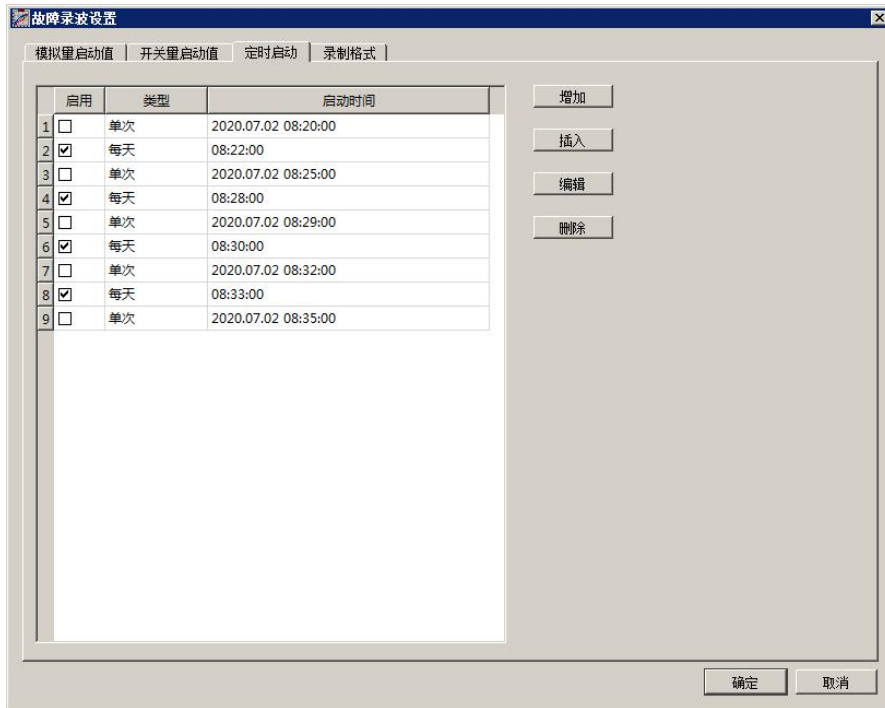 故障录波设置
模拟量启动值 开关量启动值 定时启动 录制格式
启用 类型 启动时间
1 单次 2020.07.02 08:20:00
2 每天 08:22:00
3 单次 2020.07.02 08:25:00
4 每天 08:28:00
5 单次 2020.07.02 08:29:00
6 每天 08:30:00
7 单次 2020.07.02 08:32:00
8 每天 08:33:00
9 单次 2020.07.02 08:35:00
增加
插入
编辑
删除
确定 取消